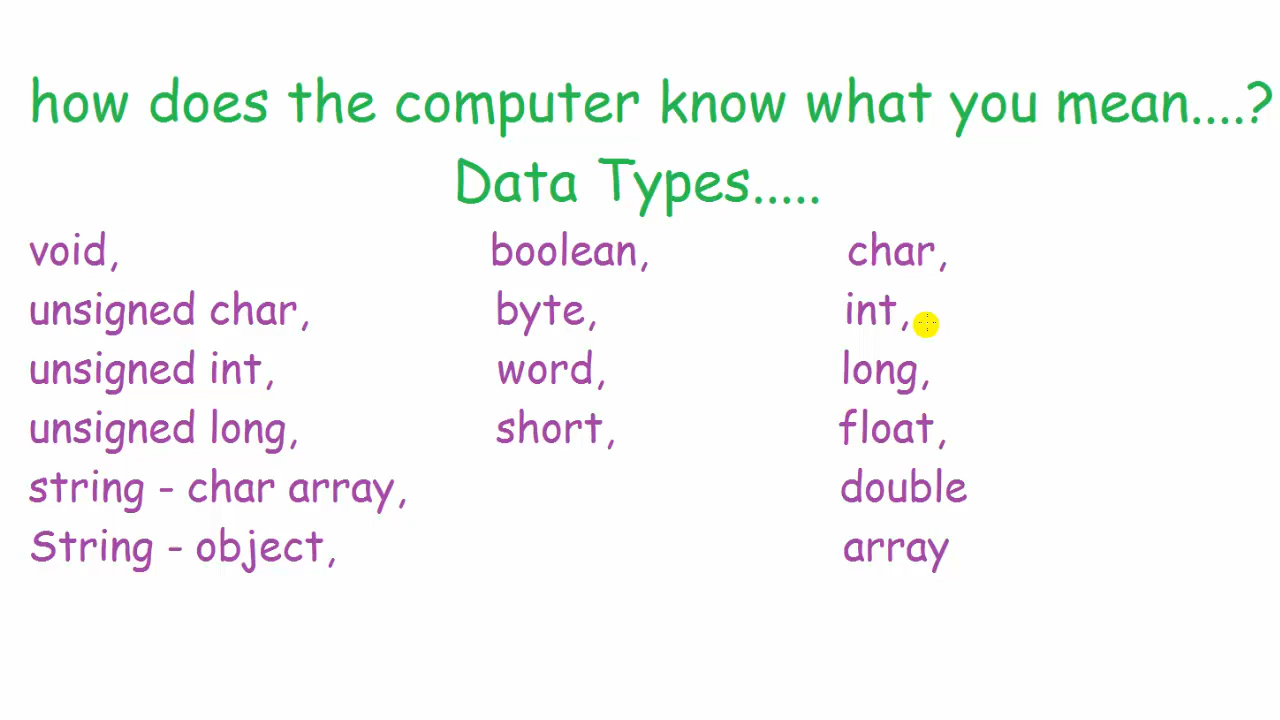 how does the computer know what you mean....?
Data Types.....
void, boolean, char,
unsigned char, byte, int,
unsigned int, word, long,
unsigned long, short, float,
string - char array, double
String - object, array